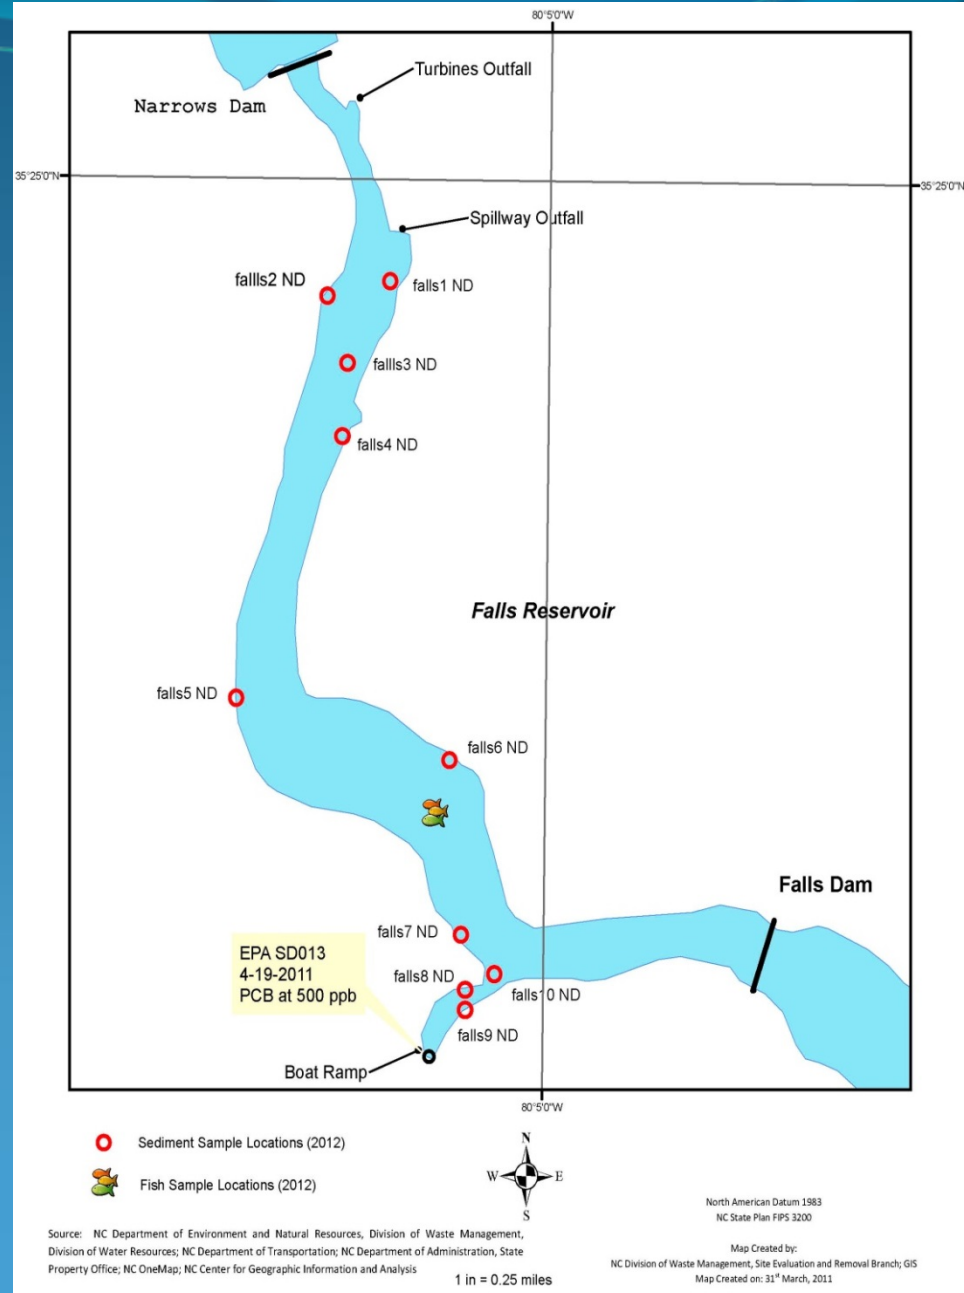 80°5'0"W
Turbines Outfall
Narrows Dam
35°25'0"N
35°25'0"N
Spillway Outfall
fallls2 ND
falls1 ND
fallls3 ND
falls4 ND
Falls Reservoir
falls5 ND
falls6 ND
Falls Dam
falls7 ND
EPA SD013
4-19-2011
PCB at 500 ppb
falls8 ND
falls10 ND
falls9 ND
Boat Ramp
80°5'0"W
Sediment Sample Locations (2012)
Fish Sample Locations (2012)
N
W
E
S
North American Datum 1983
NC State Plan FIPS 3200
Source: NC Department of Environment and Natural Resources, Division of Waste Management,
Division of Water Resources; NC Department of Transportation; NC Department of Administration, State
Property Office; NC OneMap; NC Center for Geographic Information and Analysis
1 in = 0.25 miles
Map Created by:
NC Division of Waste Management, Site Evaluation and Removal Branch; GIS
Map Created on: 31st March, 2011